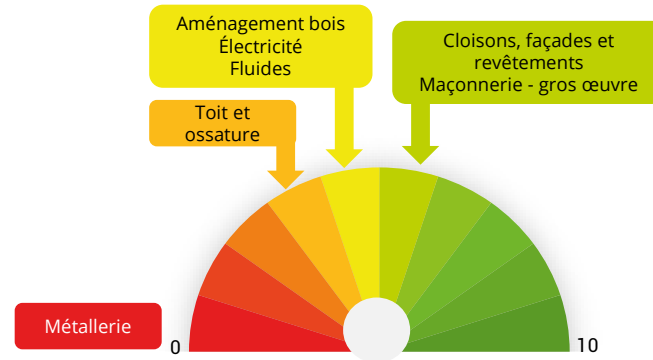 Aménagement bois
Électricité
Fluides
Cloisons, façades et
revêtements
Maçonnerie - gros œuvre
Toit et
ossature
Métallerie
0
10